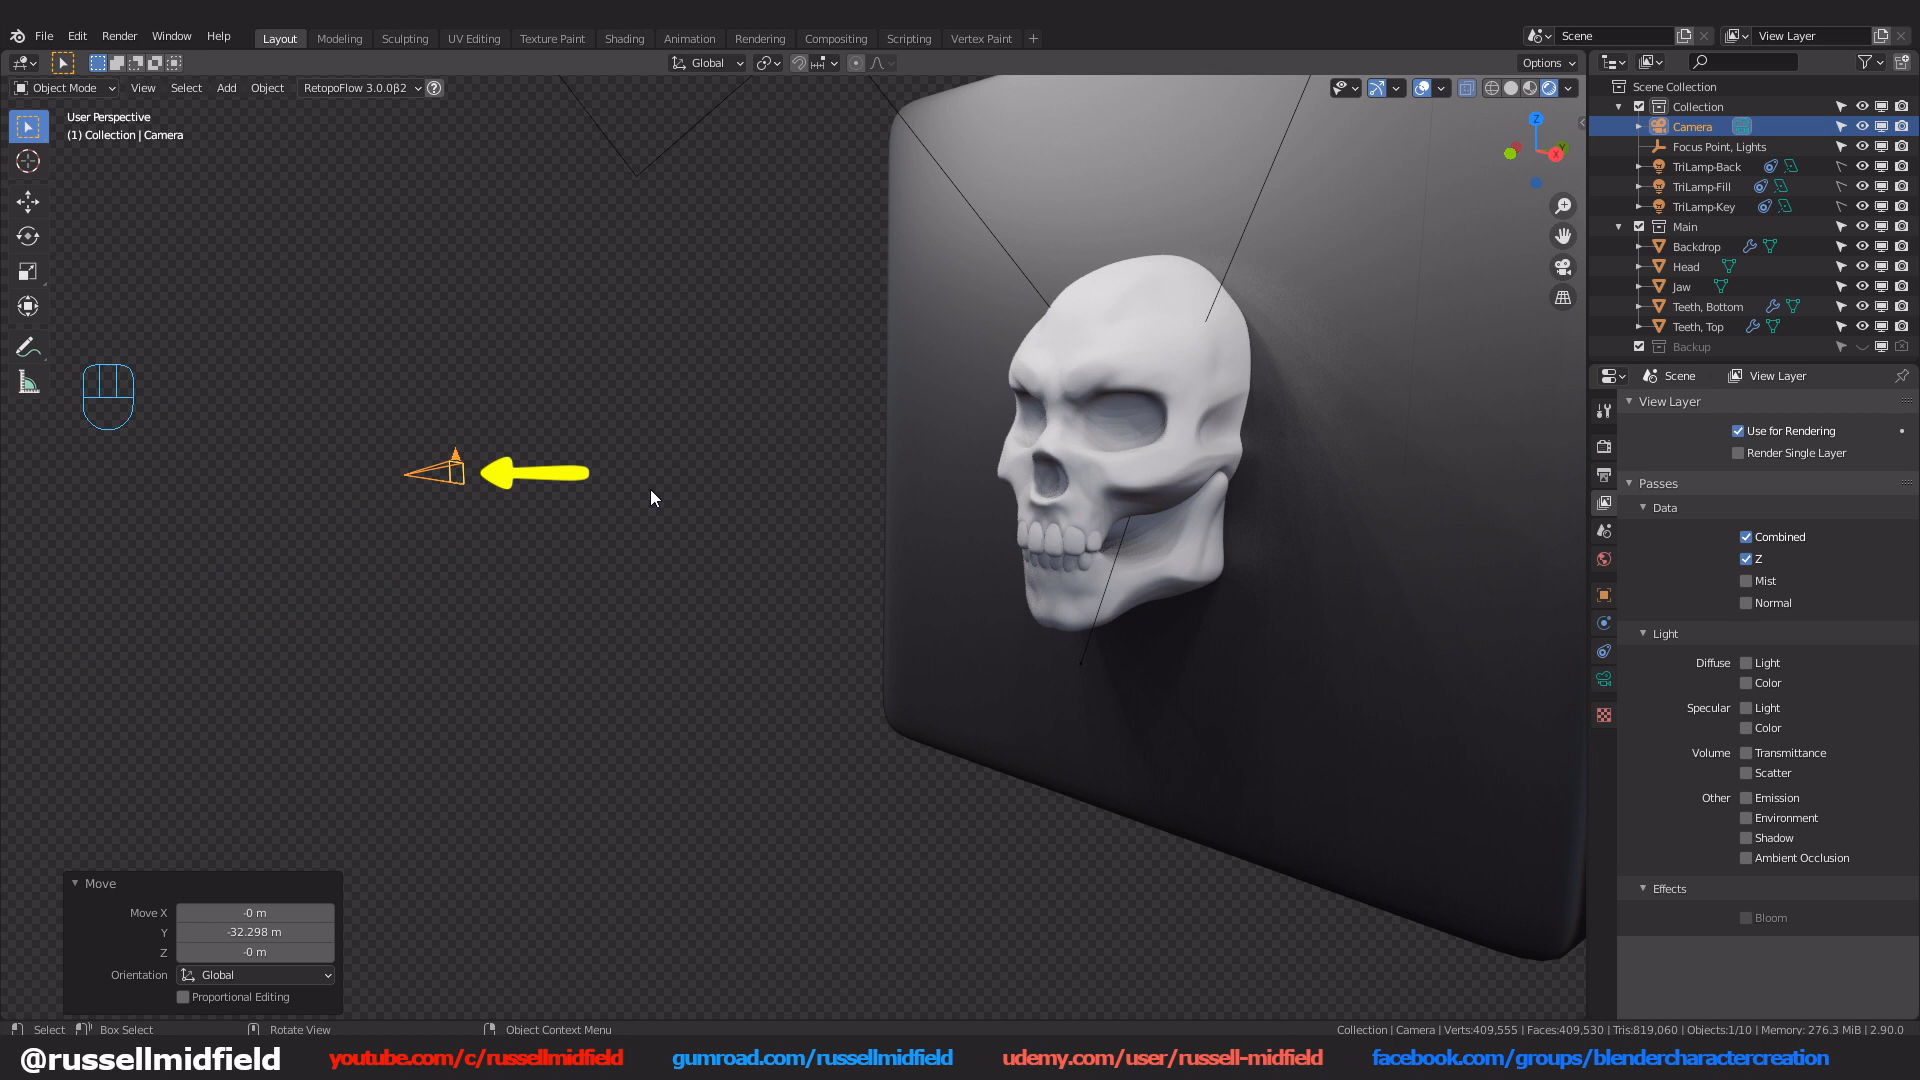 File Edit Render Window Help Layout Modeling Sculpting UV Editing Texture Paint Shading Animation Rendering Compositing Scripting View Layer Paint + Scene View Layer
Global Options
Object Mode View Select Add Object RetopoFlow 3.0.0β2 ?
User Perspective
(1) Collection | Camera
Z
Y
X
Scene Collection
Collection
Camera
Focus Point, Lights
TriLamp-Back
TriLamp-Fill
TriLamp-Key
Main
Backdrop
Head
Jaw
Teeth, Bottom
Teeth, Top
Backup
Scene View Layer
View Layer
Use for Rendering
Render Single Layer
Passes
Data
Combined
Z
Mist
Normal
Light
Diffuse Light
Color
Specular Light
Color
Volume Transmittance
Scatter
Other Emission
Environment
Shadow
Ambient Occlusion
Effects
Bloom
Move
Move X -0 m
Y -32.298 m
Z -0 m
Orientation Global
Proportional Editing
Select Box Select Rotate View Object Context Menu Collection | Camera | Verts:409,555 | Faces:409,530 | Tris:819,060 | Objects:1/10 | Memory: 276.3 MiB | 2.90.0
@russellmidfield youtube.com/c/russellmidfield gumroad.com/russellmidfield udemy.com/user/russell-midfield facebook.com/groups/blendercharactercreation